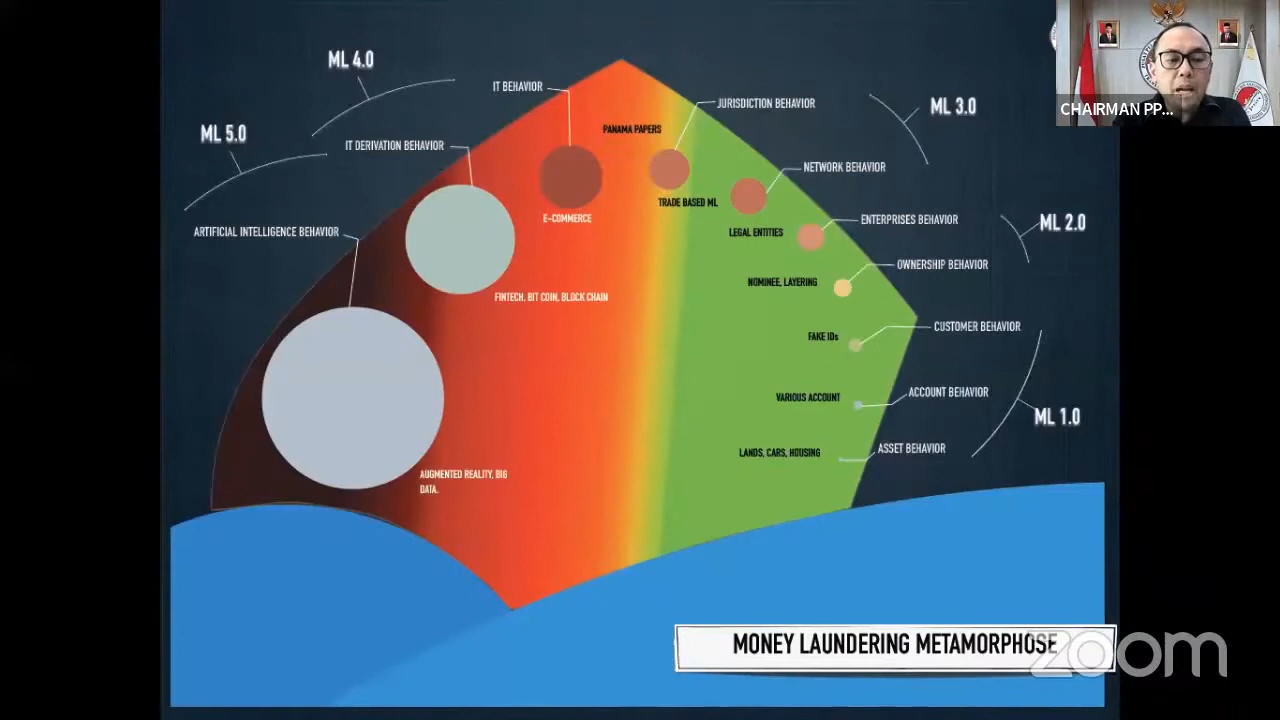 CHAIRMAN PP...
ML 4.0
ML 5.0
IT BEHAVIOR
IT DERIVATION BEHAVIOR
ARTIFICIAL INTELLIGENCE BEHAVIOR
PANAMA PAPERS
JURISDICTION BEHAVIOR
ML 3.0
NETWORK BEHAVIOR
TRADE BASED ML
E-COMMERCE
ENTERPRISES BEHAVIOR
ML 2.0
LEGAL ENTITIES
OWNERSHIP BEHAVIOR
NOMINEE, LAYERING
FINTECH, BIT COIN, BLOCK CHAIN
CUSTOMER BEHAVIOR
FAKE IDs
ACCOUNT BEHAVIOR
VARIOUS ACCOUNT
ML 1.0
ASSET BEHAVIOR
LANDS, CARS, HOUSING
AUGMENTED REALITY, BIG
DATA.
MONEY LAUNDERING METAMORPHOSE
zoom